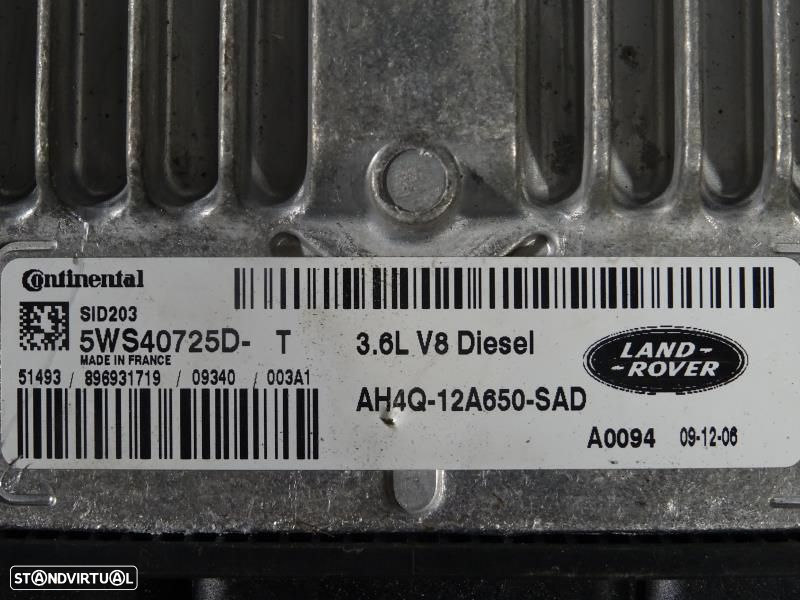 Continental
SID203
5WS40725D- T
MADE IN FRANCE
51493 / 896931719 / 09340 / 003A1
3.6L V8 Diesel
AH4Q-12A650-SAD
LAND-
-ROVER
A0094 09-12-06
STANDVIRTUAL